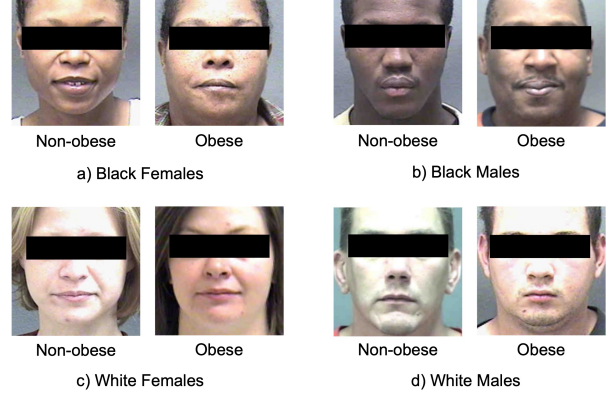 Non-obese Obese Non-obese Obese
a) Black Females b) Black Males
Non-obese Obese Non-obese Obese
c) White Females d) White Males